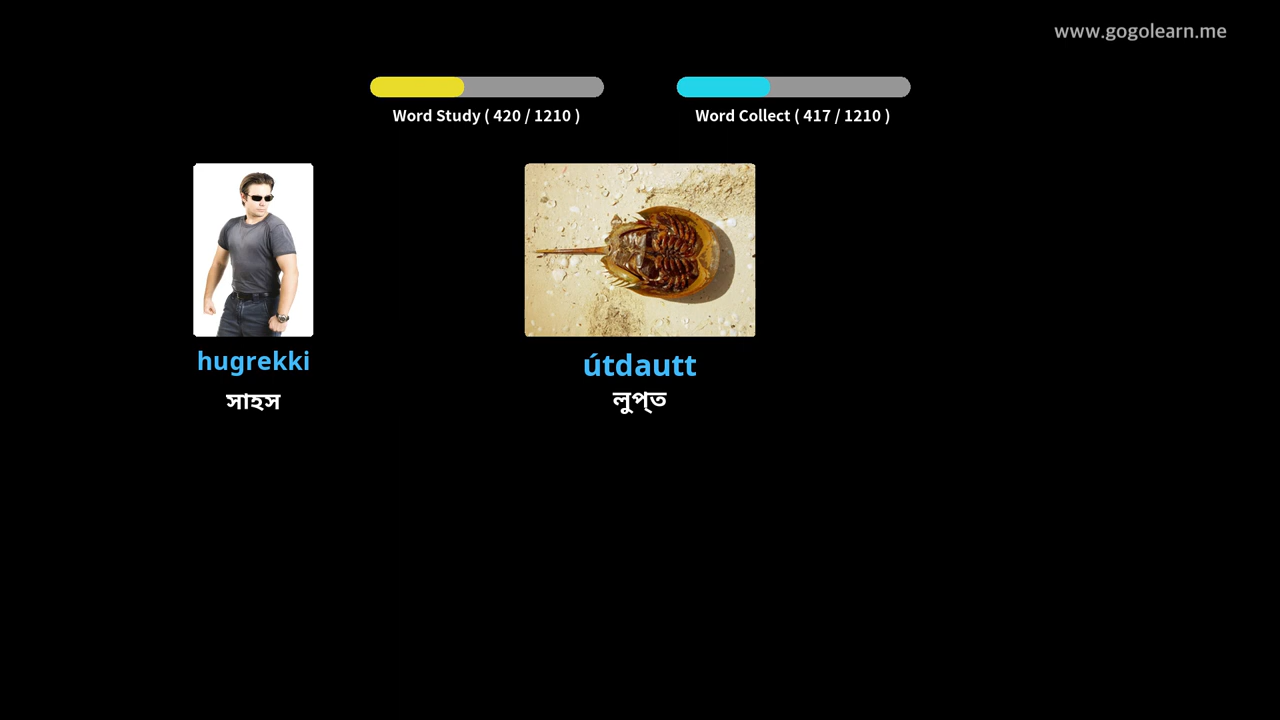 www.gogolearn.me
Word Study ( 420 / 1210 )
Word Collect ( 417 / 1210 )
hugrekki
সাহস
útdautt
লুপ্ত